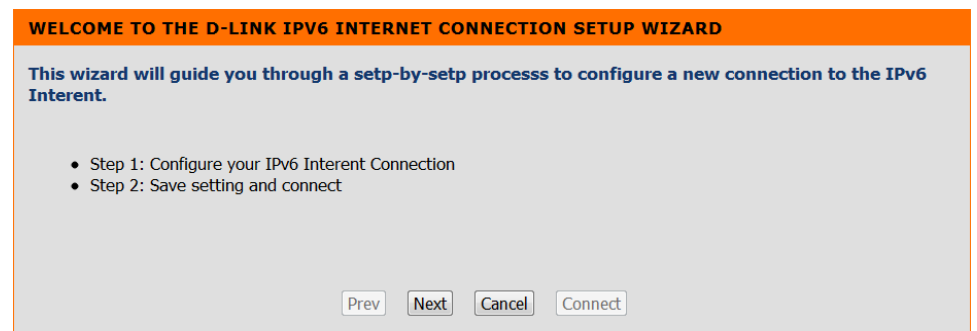 WELCOME TO THE D-LINK IPV6 INTERNET CONNECTION SETUP WIZARD
This wizard will guide you through a setp-by-setp processs to configure a new connection to the IPv6
Interent.
• Step 1: Configure your IPv6 Interent Connection
• Step 2: Save setting and connect
Prev Next Cancel Connect